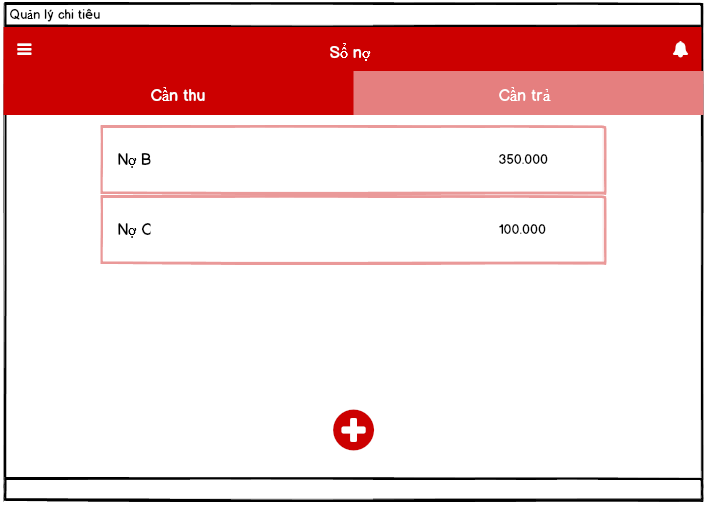 Quản lý chi tiêu
Sổ nợ
Cần thu
Cần trả
Nợ B 350.000
Nợ C 100.000